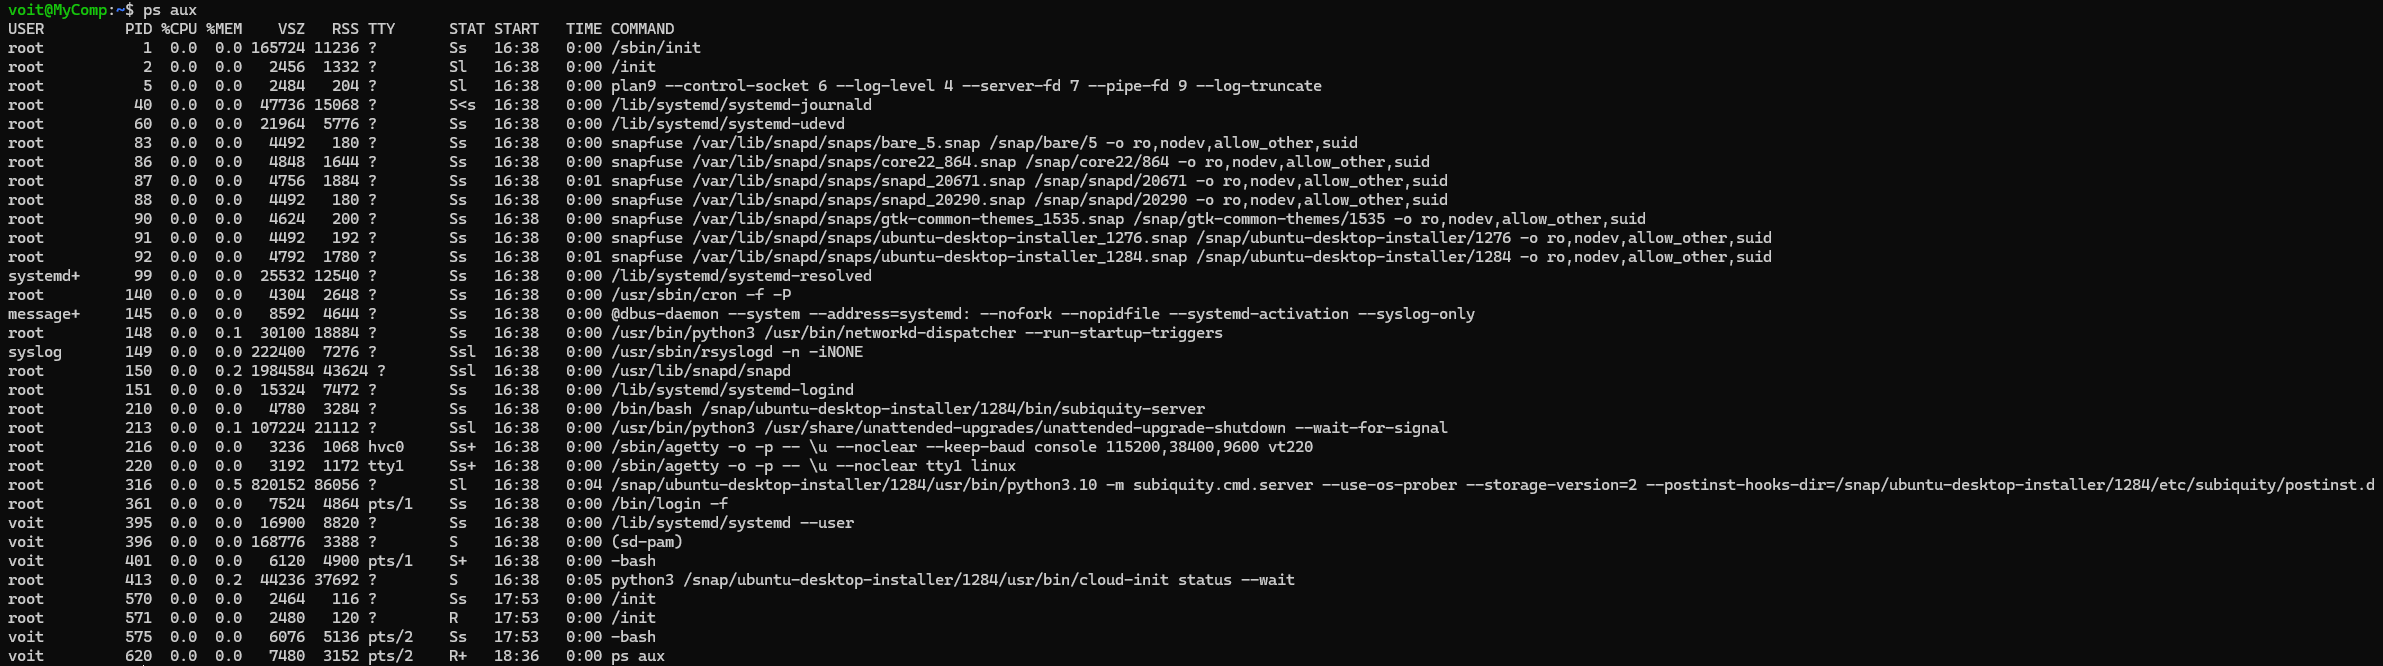 voit@MyComp:~$ ps aux
USER         PID %CPU %MEM    VSZ   RSS TTY      STAT START   TIME COMMAND
root           1  0.0  0.0 165724 11236 ?        Ss   16:38   0:00 /sbin/init
root           2  0.0  0.0   2456  1332 ?        Sl   16:38   0:00 /init
root           5  0.0  0.0   2484   204 ?        Sl   16:38   0:00 plan9 --control-socket 6 --log-level 4 --server-fd 7 --pipe-fd 9 --log-truncate
root          40  0.0  0.0  47736 15068 ?        S<s  16:38   0:00 /lib/systemd/systemd-journald
root          60  0.0  0.0  21964  5776 ?        Ss   16:38   0:00 /lib/systemd/systemd-udevd
root          83  0.0  0.0   4492   180 ?        Ss   16:38   0:00 snapfuse /var/lib/snapd/snaps/bare_5.snap /snap/bare/5 -o ro,nodev,allow_other,suid
root          86  0.0  0.0   4848  1644 ?        Ss   16:38   0:00 snapfuse /var/lib/snapd/snaps/core22_864.snap /snap/core22/864 -o ro,nodev,allow_other,suid
root          87  0.0  0.0   4756  1884 ?        Ss   16:38   0:01 snapfuse /var/lib/snapd/snaps/snapd_20671.snap /snap/snapd/20671 -o ro,nodev,allow_other,suid
root          88  0.0  0.0   4492   180 ?        Ss   16:38   0:00 snapfuse /var/lib/snapd/snaps/snapd_20290.snap /snap/snapd/20290 -o ro,nodev,allow_other,suid
root          90  0.0  0.0   4624   200 ?        Ss   16:38   0:00 snapfuse /var/lib/snapd/snaps/gtk-common-themes_1535.snap /snap/gtk-common-themes/1535 -o ro,nodev,allow_other,suid
root          91  0.0  0.0   4492   192 ?        Ss   16:38   0:00 snapfuse /var/lib/snapd/snaps/ubuntu-desktop-installer_1276.snap /snap/ubuntu-desktop-installer/1276 -o ro,nodev,allow_other,suid
root          92  0.0  0.0   4792  1780 ?        Ss   16:38   0:01 snapfuse /var/lib/snapd/snaps/ubuntu-desktop-installer_1284.snap /snap/ubuntu-desktop-installer/1284 -o ro,nodev,allow_other,suid
systemd+      99  0.0  0.0  25532 12540 ?        Ss   16:38   0:00 /lib/systemd/systemd-resolved
root         140  0.0  0.0   4304  2648 ?        Ss   16:38   0:00 /usr/sbin/cron -f -P
message+     145  0.0  0.0   8592  4644 ?        Ss   16:38   0:00 @dbus-daemon --system --address=systemd: --nofork --nopidfile --systemd-activation --syslog-only
root         148  0.0  0.1  30100 18884 ?        Ss   16:38   0:00 /usr/bin/python3 /usr/bin/networkd-dispatcher --run-startup-triggers
syslog       149  0.0  0.0 222400  7276 ?        Ssl  16:38   0:00 /usr/sbin/rsyslogd -n -iNONE
root         150  0.0  0.2 1984584 43624 ?       Ssl  16:38   0:00 /usr/lib/snapd/snapd
root         151  0.0  0.0  15324  7472 ?        Ss   16:38   0:00 /lib/systemd/systemd-logind
root         210  0.0  0.0   4780  3284 ?        Ss   16:38   0:00 /bin/bash /snap/ubuntu-desktop-installer/1284/bin/subiquity-server
root         213  0.0  0.1 107224 21112 ?        Ssl  16:38   0:00 /usr/bin/python3 /usr/share/unattended-upgrades/unattended-upgrade-shutdown --wait-for-signal
root         216  0.0  0.0   3236  1068 hvc0     Ss+  16:38   0:00 /sbin/agetty -o -p -- \u --noclear --keep-baud console 115200,38400,9600 vt220
root         220  0.0  0.0   3192  1172 tty1     Ss+  16:38   0:00 /sbin/agetty -o -p -- \u --noclear tty1 linux
root         316  0.0  0.5 820152 86056 ?        Sl   16:38   0:04 /snap/ubuntu-desktop-installer/1284/usr/bin/python3.10 -m subiquity.cmd.server --use-os-prober --storage-version=2 --postinst-hooks-dir=/snap/ubuntu-desktop-installer/1284/etc/subiquity/postinst.d
root         361  0.0  0.0   7524  4864 pts/1    Ss   16:38   0:00 /bin/login -f
voit         395  0.0  0.0  16900  8820 ?        Ss   16:38   0:00 /lib/systemd/systemd --user
voit         396  0.0  0.0 168776  3388 ?        S    16:38   0:00 (sd-pam)
voit         401  0.0  0.0   6120  4900 pts/1    S+   16:38   0:00 -bash
root         413  0.0  0.2  44236 37692 ?        S    16:38   0:05 python3 /snap/ubuntu-desktop-installer/1284/usr/bin/cloud-init status --wait
root         570  0.0  0.0   2464   116 ?        Ss   17:53   0:00 /init
root         571  0.0  0.0   2480   120 ?        R    17:53   0:00 /init
voit         575  0.0  0.0   6076  5136 pts/2    Ss   17:53   0:00 -bash
voit         620  0.0  0.0   7480  3152 pts/2    R+   18:36   0:00 ps aux